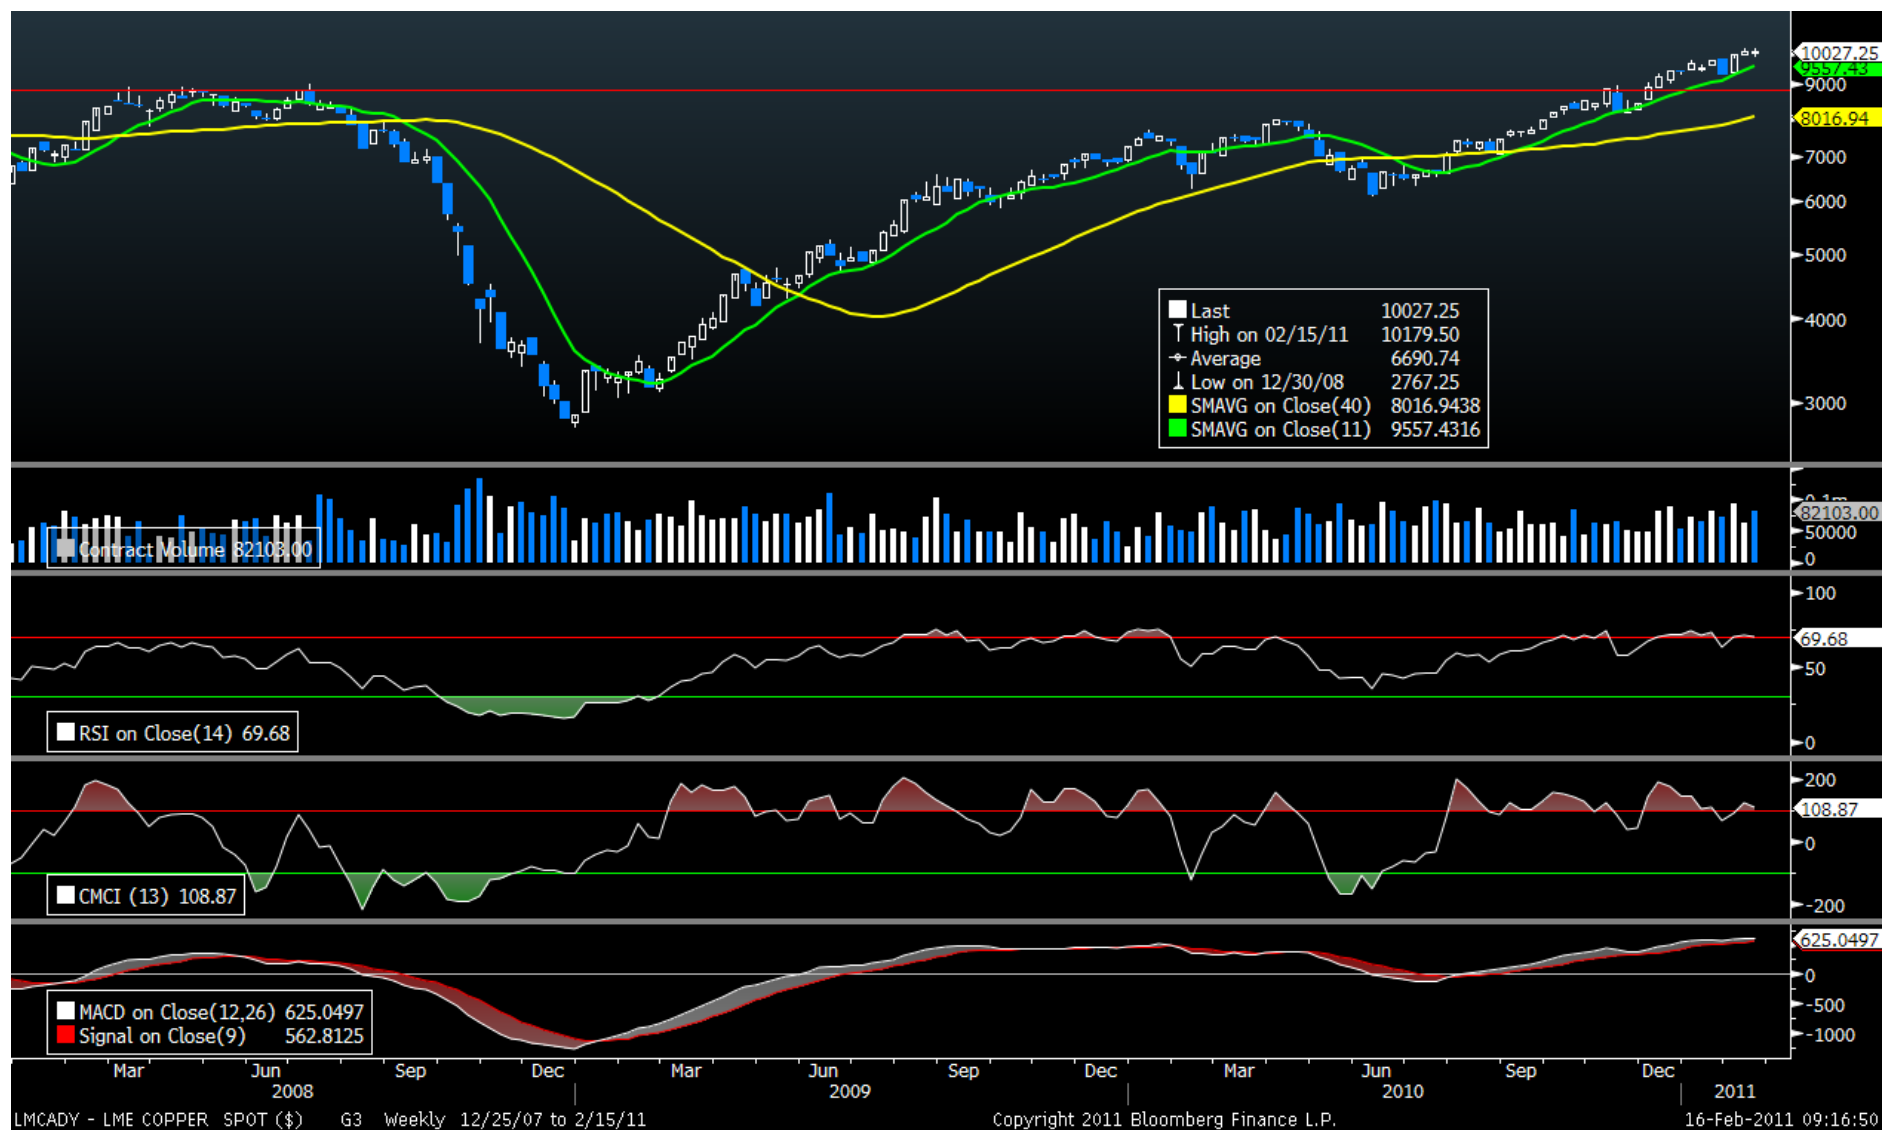 10027.25
9557.43
9000
8016.94
7000
6000
5000
4000
3000
Last 10027.25
High on 02/15/11 10179.50
Average 6690.74
Low on 12/30/08 2767.25
SMAVG on Close(40) 8016.9438
SMAVG on Close(11) 9557.4316
0.1m
82103.00
50000
0
Contract Volume 82103.00
100
69.68
50
0
RSI on Close(14) 69.68
200
108.87
0
-200
CMCI (13) 108.87
625.0497
0
-500
-1000
MACD on Close(12,26) 625.0497
Signal on Close(9) 562.8125
Mar Jun Sep Dec Mar Jun Sep Dec Mar Jun Sep Dec
2008 2009 2010 2011
LMCADY - LME COPPER SPOT ($) G3 Weekly 12/25/07 to 2/15/11 Copyright 2011 Bloomberg Finance L.P. 16-Feb-2011 09:16:50